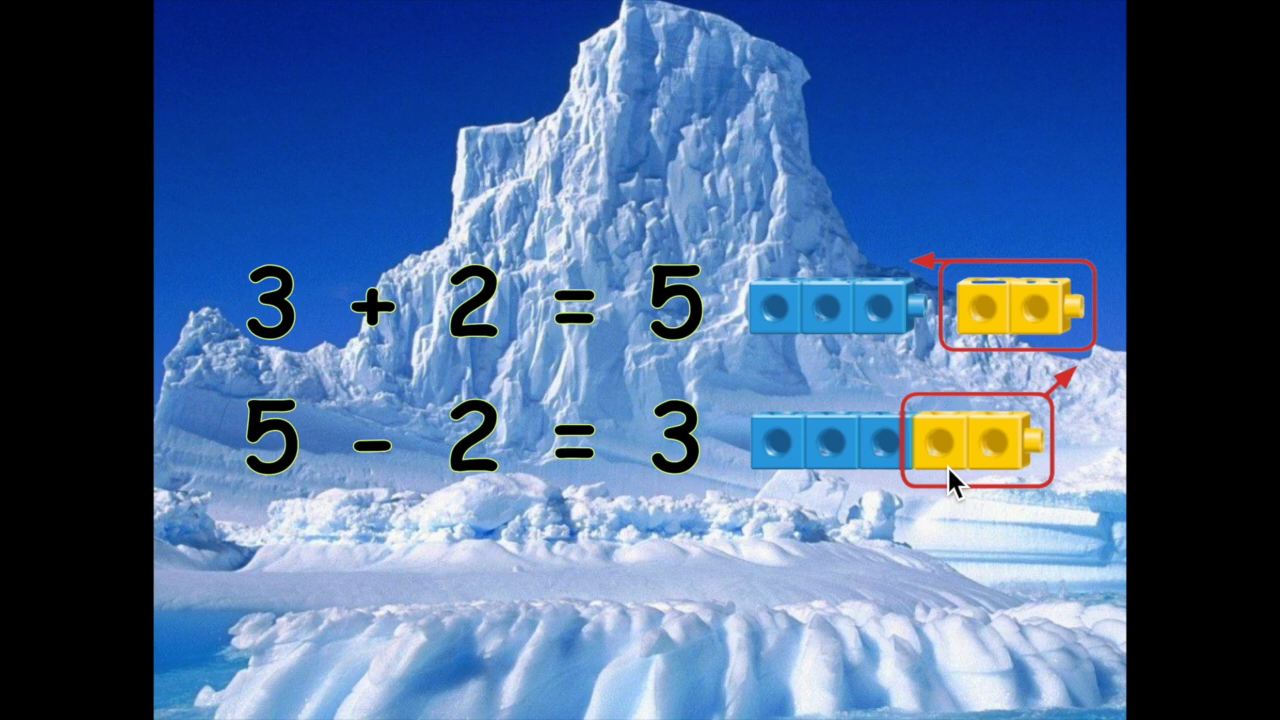 3 + 2 = 5
5 - 2 = 3